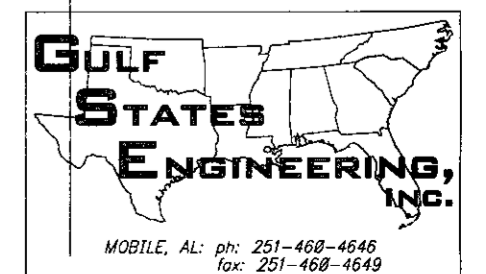 GULF
STATES
ENGINEERING,
INC.
MOBILE, AL: ph: 251-460-4646
fax: 251-460-4649